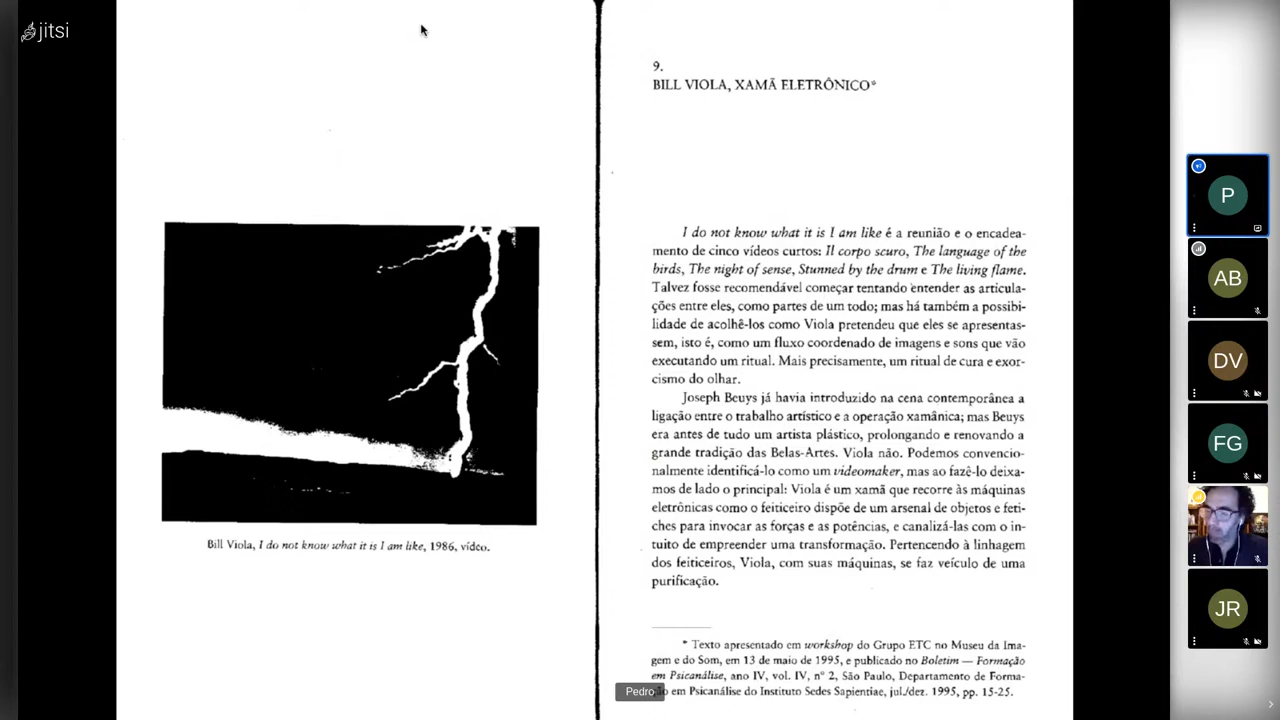 jitsi
Bill Viola, I do not know what it is I am like, 1986, vídeo.
9.
BILL VIOLA, XAMÃ ELETRÔNICO*
I do not know what it is I am like é a reunião e o encadea-
mento de cinco vídeos curtos: Il corpo scuro, The language of the
birds, The night of sense, Stunned by the drum e The living flame.
Talvez fosse recomendável começar tentando entender as articula-
ções entre eles, como partes de um todo; mas há também a possibi-
lidade de acolhê-los como Viola pretendeu que eles se apresentas-
sem, isto é, como um fluxo coordenado de imagens e sons que vão
executando um ritual. Mais precisamente, um ritual de cura e exor-
cismo do olhar.
Joseph Beuys já havia introduzido na cena contemporânea a
ligação entre o trabalho artístico e a operação xamânica; mas Beuys
era antes de tudo um artista plástico, prolongando e renovando a
grande tradição das Belas-Artes. Viola não. Podemos convencio-
nalmente identificá-lo como um videomaker, mas ao fazê-lo deixa-
mos de lado o principal: Viola é um xamã que recorre às máquinas
eletrônicas como o feiticeiro dispõe de um arsenal de objetos e feti-
ches para invocar as forças e as potências, e canalizá-las com o in-
tuito de empreender uma transformação. Pertencendo à linhagem
dos feiticeiros, Viola, com suas máquinas, se faz veículo de uma
purificação.
* Texto apresentado em workshop do Grupo ETC no Museu da Ima-
gem e do Som, em 13 de maio de 1995, e publicado no Boletim — Formação
em Psicanálise, ano IV, vol. IV, nº 2, São Paulo, Departamento de Forma-
ão em Psicanálise do Instituto Sedes Sapientiae, jul./dez. 1995, pp. 15-25.
Pedro
P
AB
DV
FG
JR